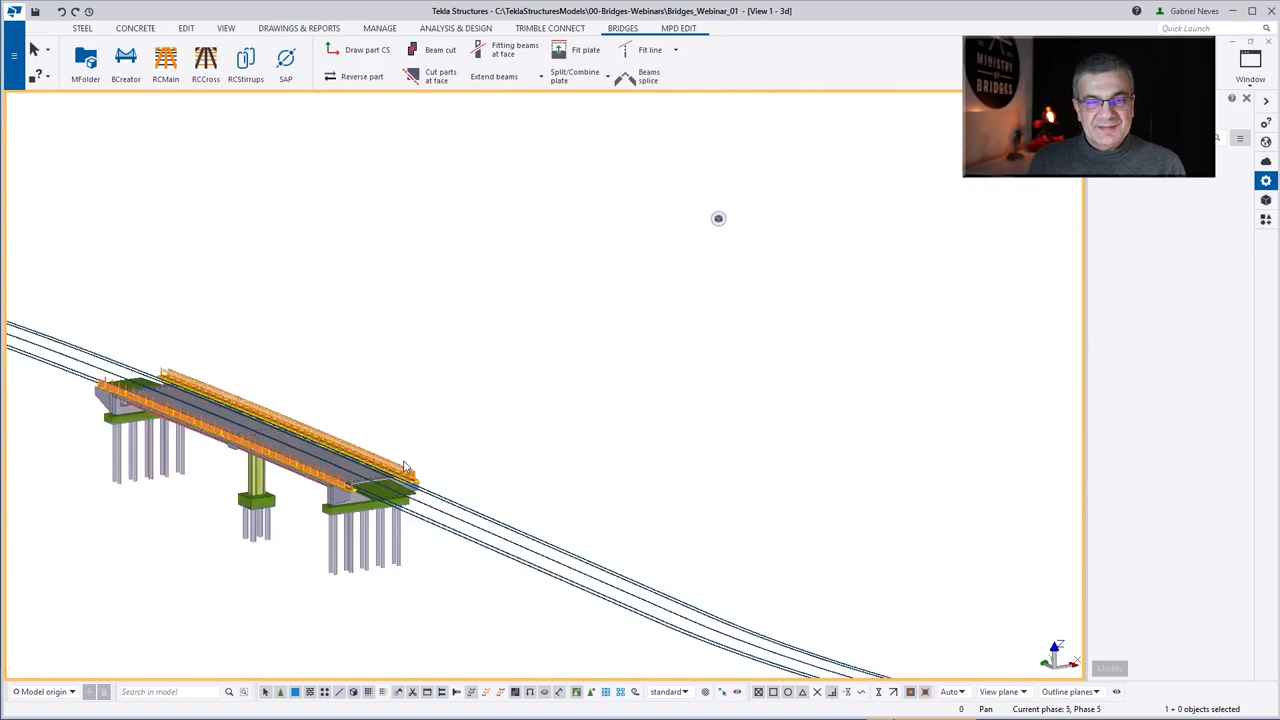 Tekla Structures - C:\TeklaStructuresModels\00-Bridges-Webinars\Bridges_Webinar_01 - [View 1 - 3d]
Gabriel Neves
STEEL CONCRETE EDIT VIEW DRAWINGS & REPORTS MANAGE ANALYSIS & DESIGN TRIMBLE CONNECT BRIDGES MPD EDIT
Quick Launch
MFolder BCreator RCMain RCCross RCStirrups SAP
Draw part CS Beam cut Fitting beams at face Fit plate Fit line
Reverse part Cut parts at face Extend beams Split/Combine plate Beams splice
Window
MINISTRY
OF
BRIDGES
Z
X
Modify
Model origin Search in model standard Auto View plane Outline planes
0 Pan Current phase: 5, Phase 5 1 + 0 objects selected